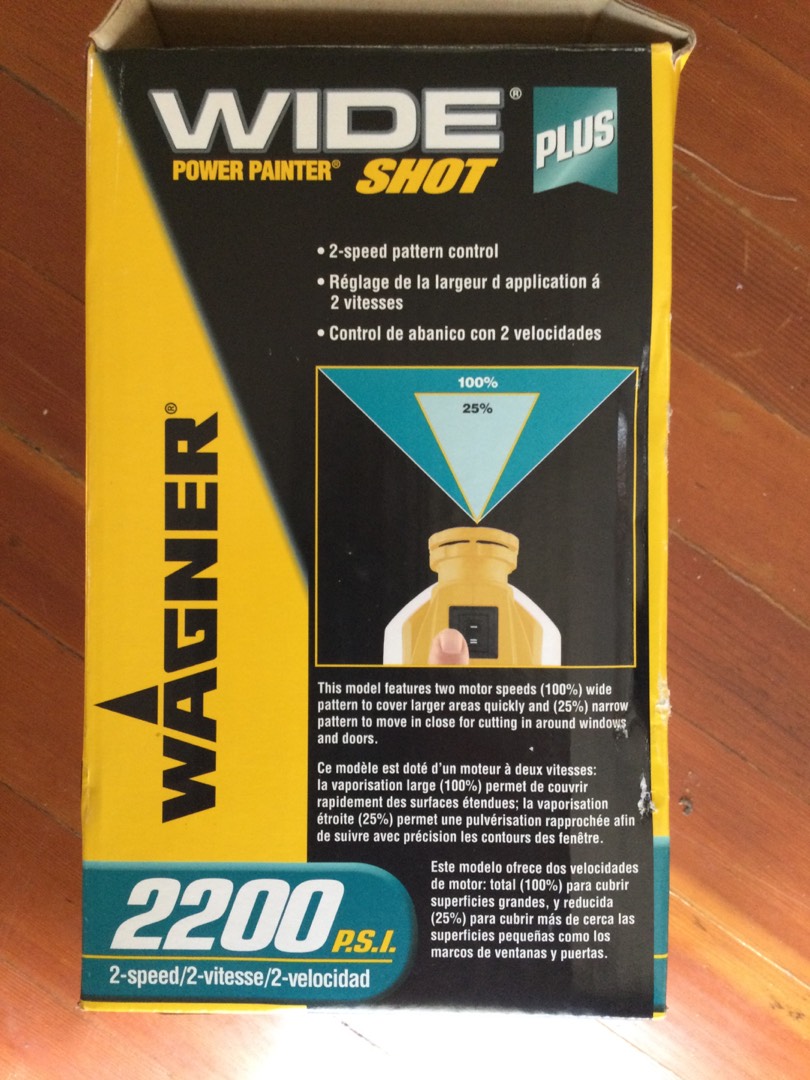 WIDE®
PLUS
POWER PAINTER® SHOT
• 2-speed pattern control
• Réglage de la largeur d application á
2 vitesses
• Control de abanico con 2 velocidades
100%
25%
WAGNER®
This model features two motor speeds (100%) wide
pattern to cover larger areas quickly and (25%) narrow
pattern to move in close for cutting in around windows
and doors.
Ce modèle est doté d'un moteur à deux vitesses:
la vaporisation large (100%) permet de couvrir
rapidement des surfaces étendues; la vaporisation
étroite (25%) permet une pulvérisation rapprochée afin
de suivre avec précision les contours des fenêtre.
Este modelo ofrece dos velocidades
de motor: total (100%) para cubrir
superficies grandes, y reducida
(25%) para cubrir más de cerca las
superficies pequeñas como los
marcos de ventanas y puertas.
2200 P.S.I.
2-speed/2-vitesse/2-velocidad